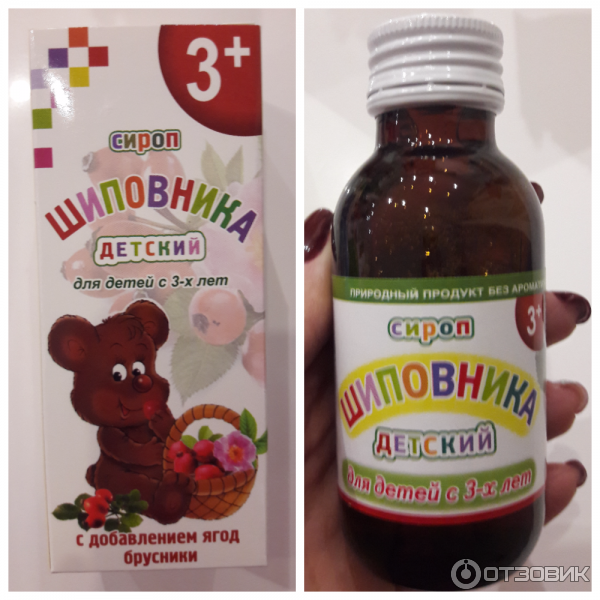 3+
сироп
ШИПОВНИКА
ДЕТСКИЙ
для детей с 3-х лет
с добавлением ягод
брусники
ПРИРОДНЫЙ ПРОДУКТ БЕЗ
3+
сироп
ШИПОВНИКА
ДЕТСКИЙ
для детей с 3-х лет
ОТЗОВИК